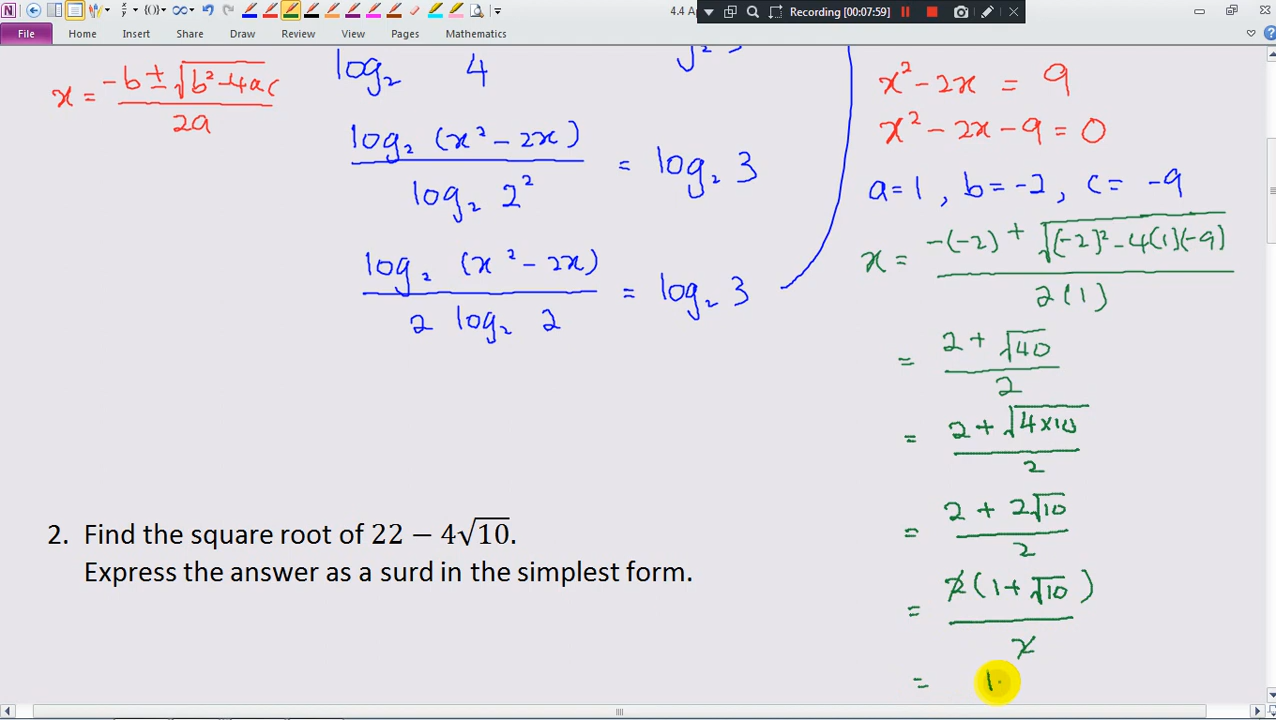 4.4 Ap
Recording [00:07:59]
File Home Insert Share Draw Review Pages Mathematics
x = (-b ± √(b² - 4ac)) / 2a
log₂ 4
log₂ (x² - 2x) / log₂ 2² = log₂ 3
log₂ (x² - 2x) / 2 log₂ 2 = log₂ 3
x² - 2x = 9
x² - 2x - 9 = 0
a = 1, b = -2, c = -9
x = (-(-2) + √((-2)² - 4(1)(-9))) / 2(1)
= (2 + √40) / 2
= (2 + √(4×10)) / 2
= (2 + 2√10) / 2
= 2(1 + √10) / 2
= 1
2. Find the square root of 22 − 4√10.
Express the answer as a surd in the simplest form.